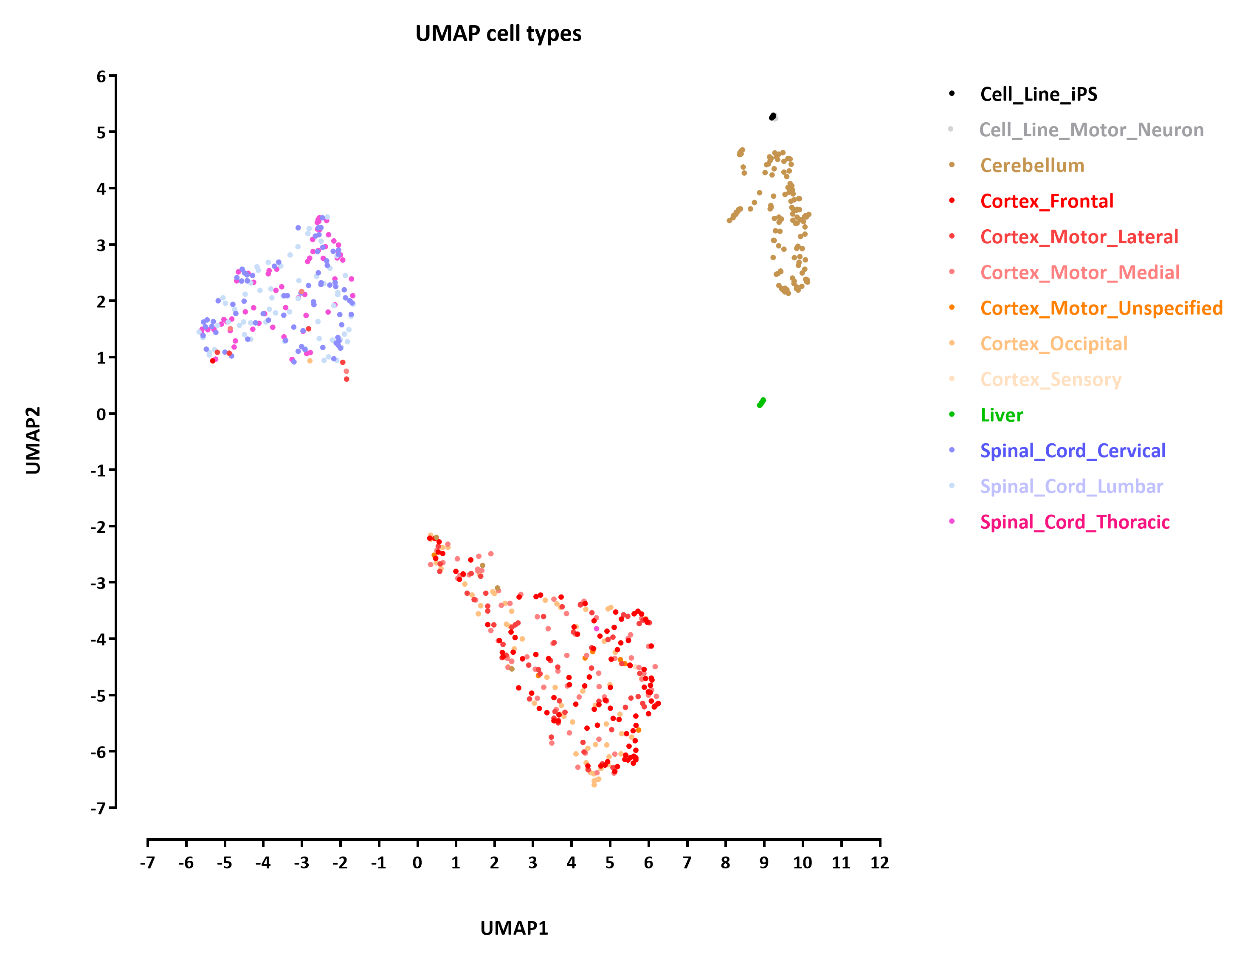 UMAP cell types
6
5
4
3
2
1
0
-1
-2
-3
-4
-5
-6
-7
UMAP2
-7 -6 -5 -4 -3 -2 -1 0 1 2 3 4 5 6 7 8 9 10 11 12
UMAP1
Cell_Line_iPS
Cell_Line_Motor_Neuron
Cerebellum
Cortex_Frontal
Cortex_Motor_Lateral
Cortex_Motor_Medial
Cortex_Motor_Unspecified
Cortex_Occipital
Cortex_Sensory
Liver
Spinal_Cord_Cervical
Spinal_Cord_Lumbar
Spinal_Cord_Thoracic